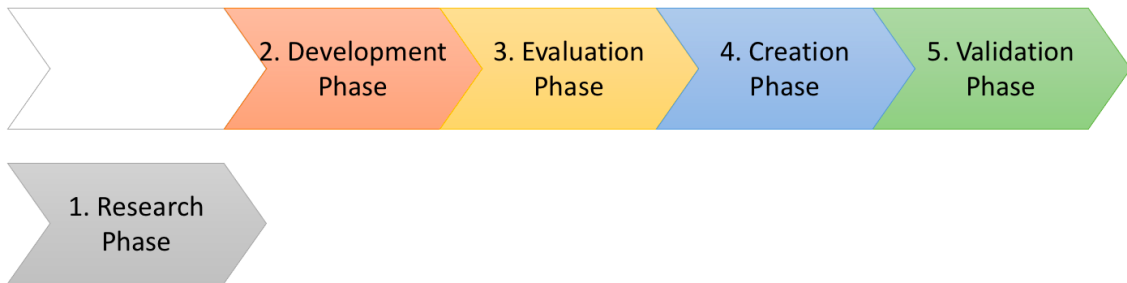 2. Development
Phase
3. Evaluation
Phase
4. Creation
Phase
5. Validation
Phase
1. Research
Phase